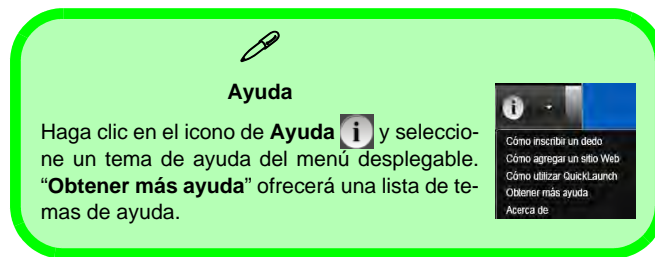 Ayuda
Haga clic en el icono de Ayuda i y seleccio-
ne un tema de ayuda del menú desplegable.
“Obtener más ayuda” ofrecerá una lista de te-
mas de ayuda.
i
Cómo inscribir un dedo
Cómo agregar un sitio Web
Cómo utilizar QuickLaunch
Obtener más ayuda
Acerca de